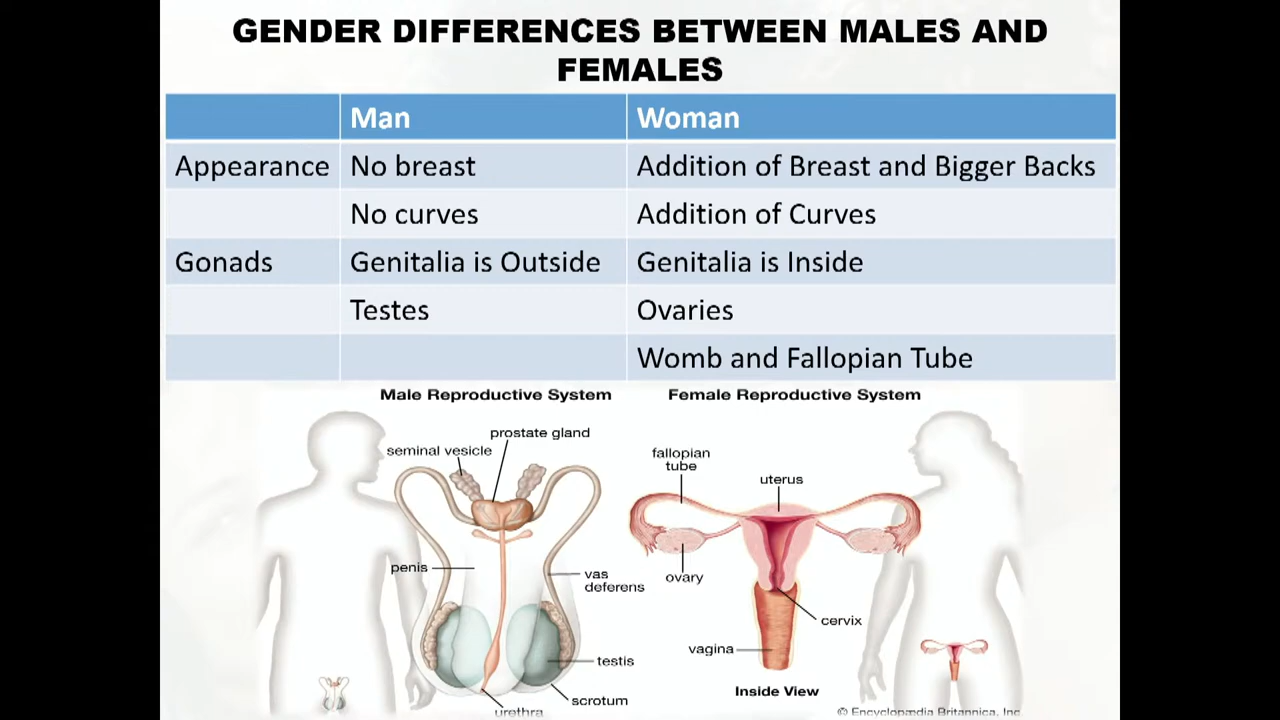 GENDER DIFFERENCES BETWEEN MALES AND
FEMALES
Man Woman
Appearance No breast Addition of Breast and Bigger Backs
No curves Addition of Curves
Gonads Genitalia is Outside Genitalia is Inside
Testes Ovaries
Womb and Fallopian Tube
Male Reproductive System
prostate gland
seminal vesicle
penis
vas
deferens
testis
scrotum
urethra
Female Reproductive System
fallopian
tube
uterus
ovary
cervix
vagina
Inside View
© Encyclopædia Britannica, Inc.